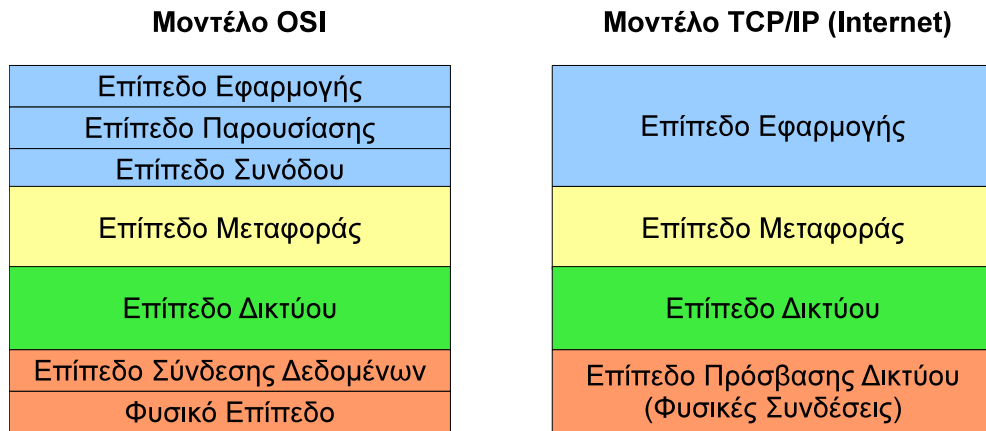 Μοντέλο OSI
Επίπεδο Εφαρμογής
Επίπεδο Παρουσίασης
Επίπεδο Συνόδου
Επίπεδο Μεταφοράς
Επίπεδο Δικτύου
Επίπεδο Σύνδεσης Δεδομένων
Φυσικό Επίπεδο
Μοντέλο TCP/IP (Internet)
Επίπεδο Εφαρμογής
Επίπεδο Μεταφοράς
Επίπεδο Δικτύου
Επίπεδο Πρόσβασης Δικτύου
(Φυσικές Συνδέσεις)